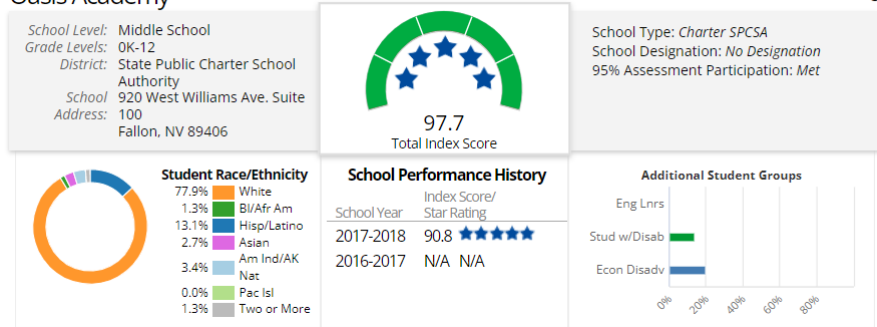 Oasis Academy
School Level: Middle School
Grade Levels: 0K-12
District: State Public Charter School
Authority
School 920 West Williams Ave. Suite
Address: 100
Fallon, NV 89406
97.7
Total Index Score
School Type: Charter SPCSA
School Designation: No Designation
95% Assessment Participation: Met
Student Race/Ethnicity
77.9% White
1.3% Bl/Afr Am
13.1% Hisp/Latino
2.7% Asian
3.4% Am Ind/AK
Nat
0.0% Pac Isl
1.3% Two or More
School Performance History
Index Score/
School Year Star Rating
2017-2018 90.8
2016-2017 N/A N/A
Additional Student Groups
Eng Lnrs
Stud w/Disab
Econ Disadv
0% 20% 40% 60% 80%